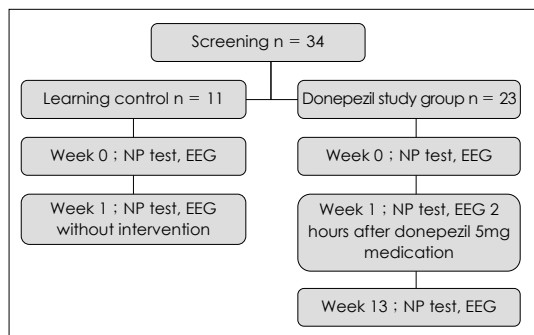 Screening n = 34
Learning control n = 11
Donepezil study group n = 23
Week 0 ; NP test, EEG
Week 0 ; NP test, EEG
Week 1 ; NP test, EEG
without intervention
Week 1 ; NP test, EEG 2
hours after donepezil 5mg
medication
Week 13 ; NP test, EEG